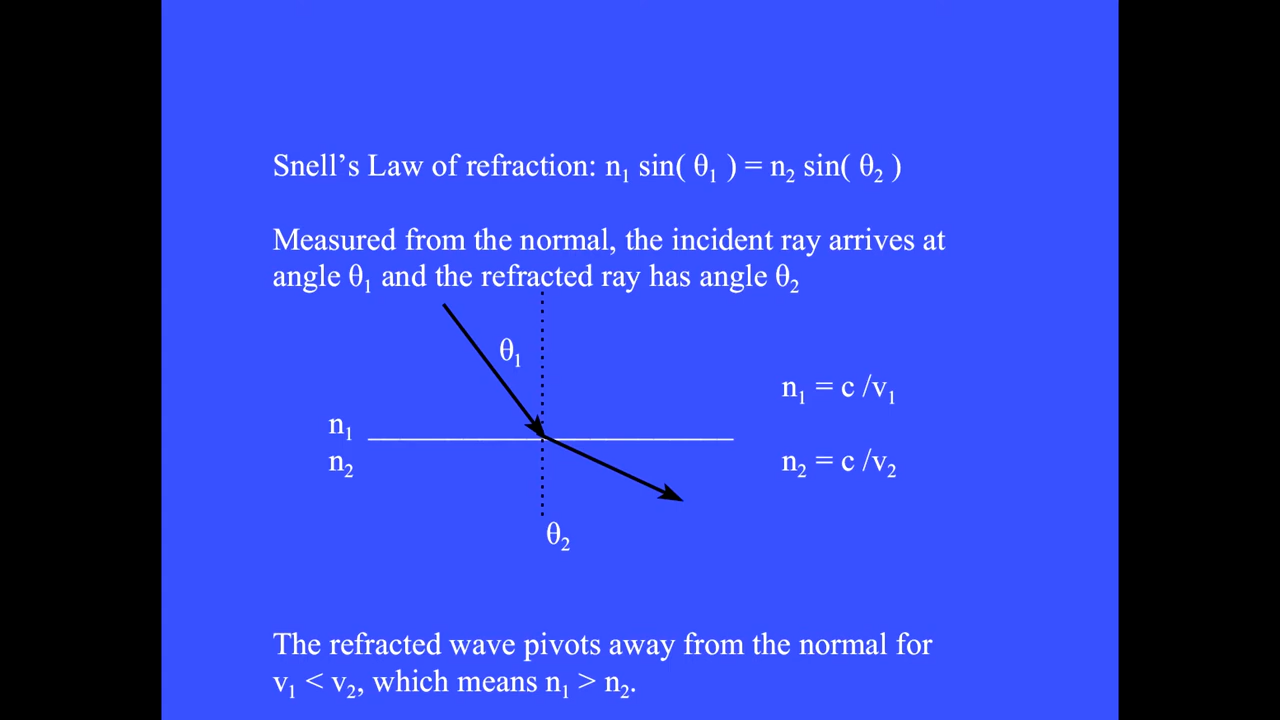 Snell’s Law of refraction: n₁ sin( θ₁ ) = n₂ sin( θ₂ )
Measured from the normal, the incident ray arrives at
angle θ₁ and the refracted ray has angle θ₂
θ₁
n₁ = c /v₁
n₁
n₂
n₂ = c /v₂
θ₂
The refracted wave pivots away from the normal for
v₁ < v₂, which means n₁ > n₂.